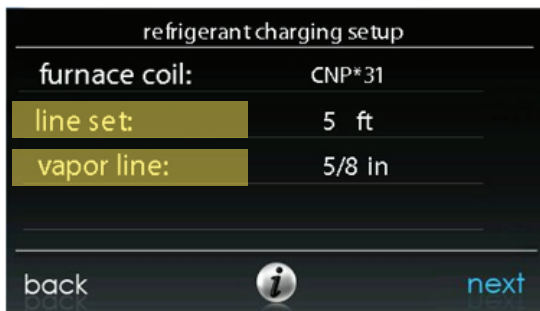 refrigerant charging setup
furnace coil: CNP*31
line set: 5 ft
vapor line: 5/8 in
back i next